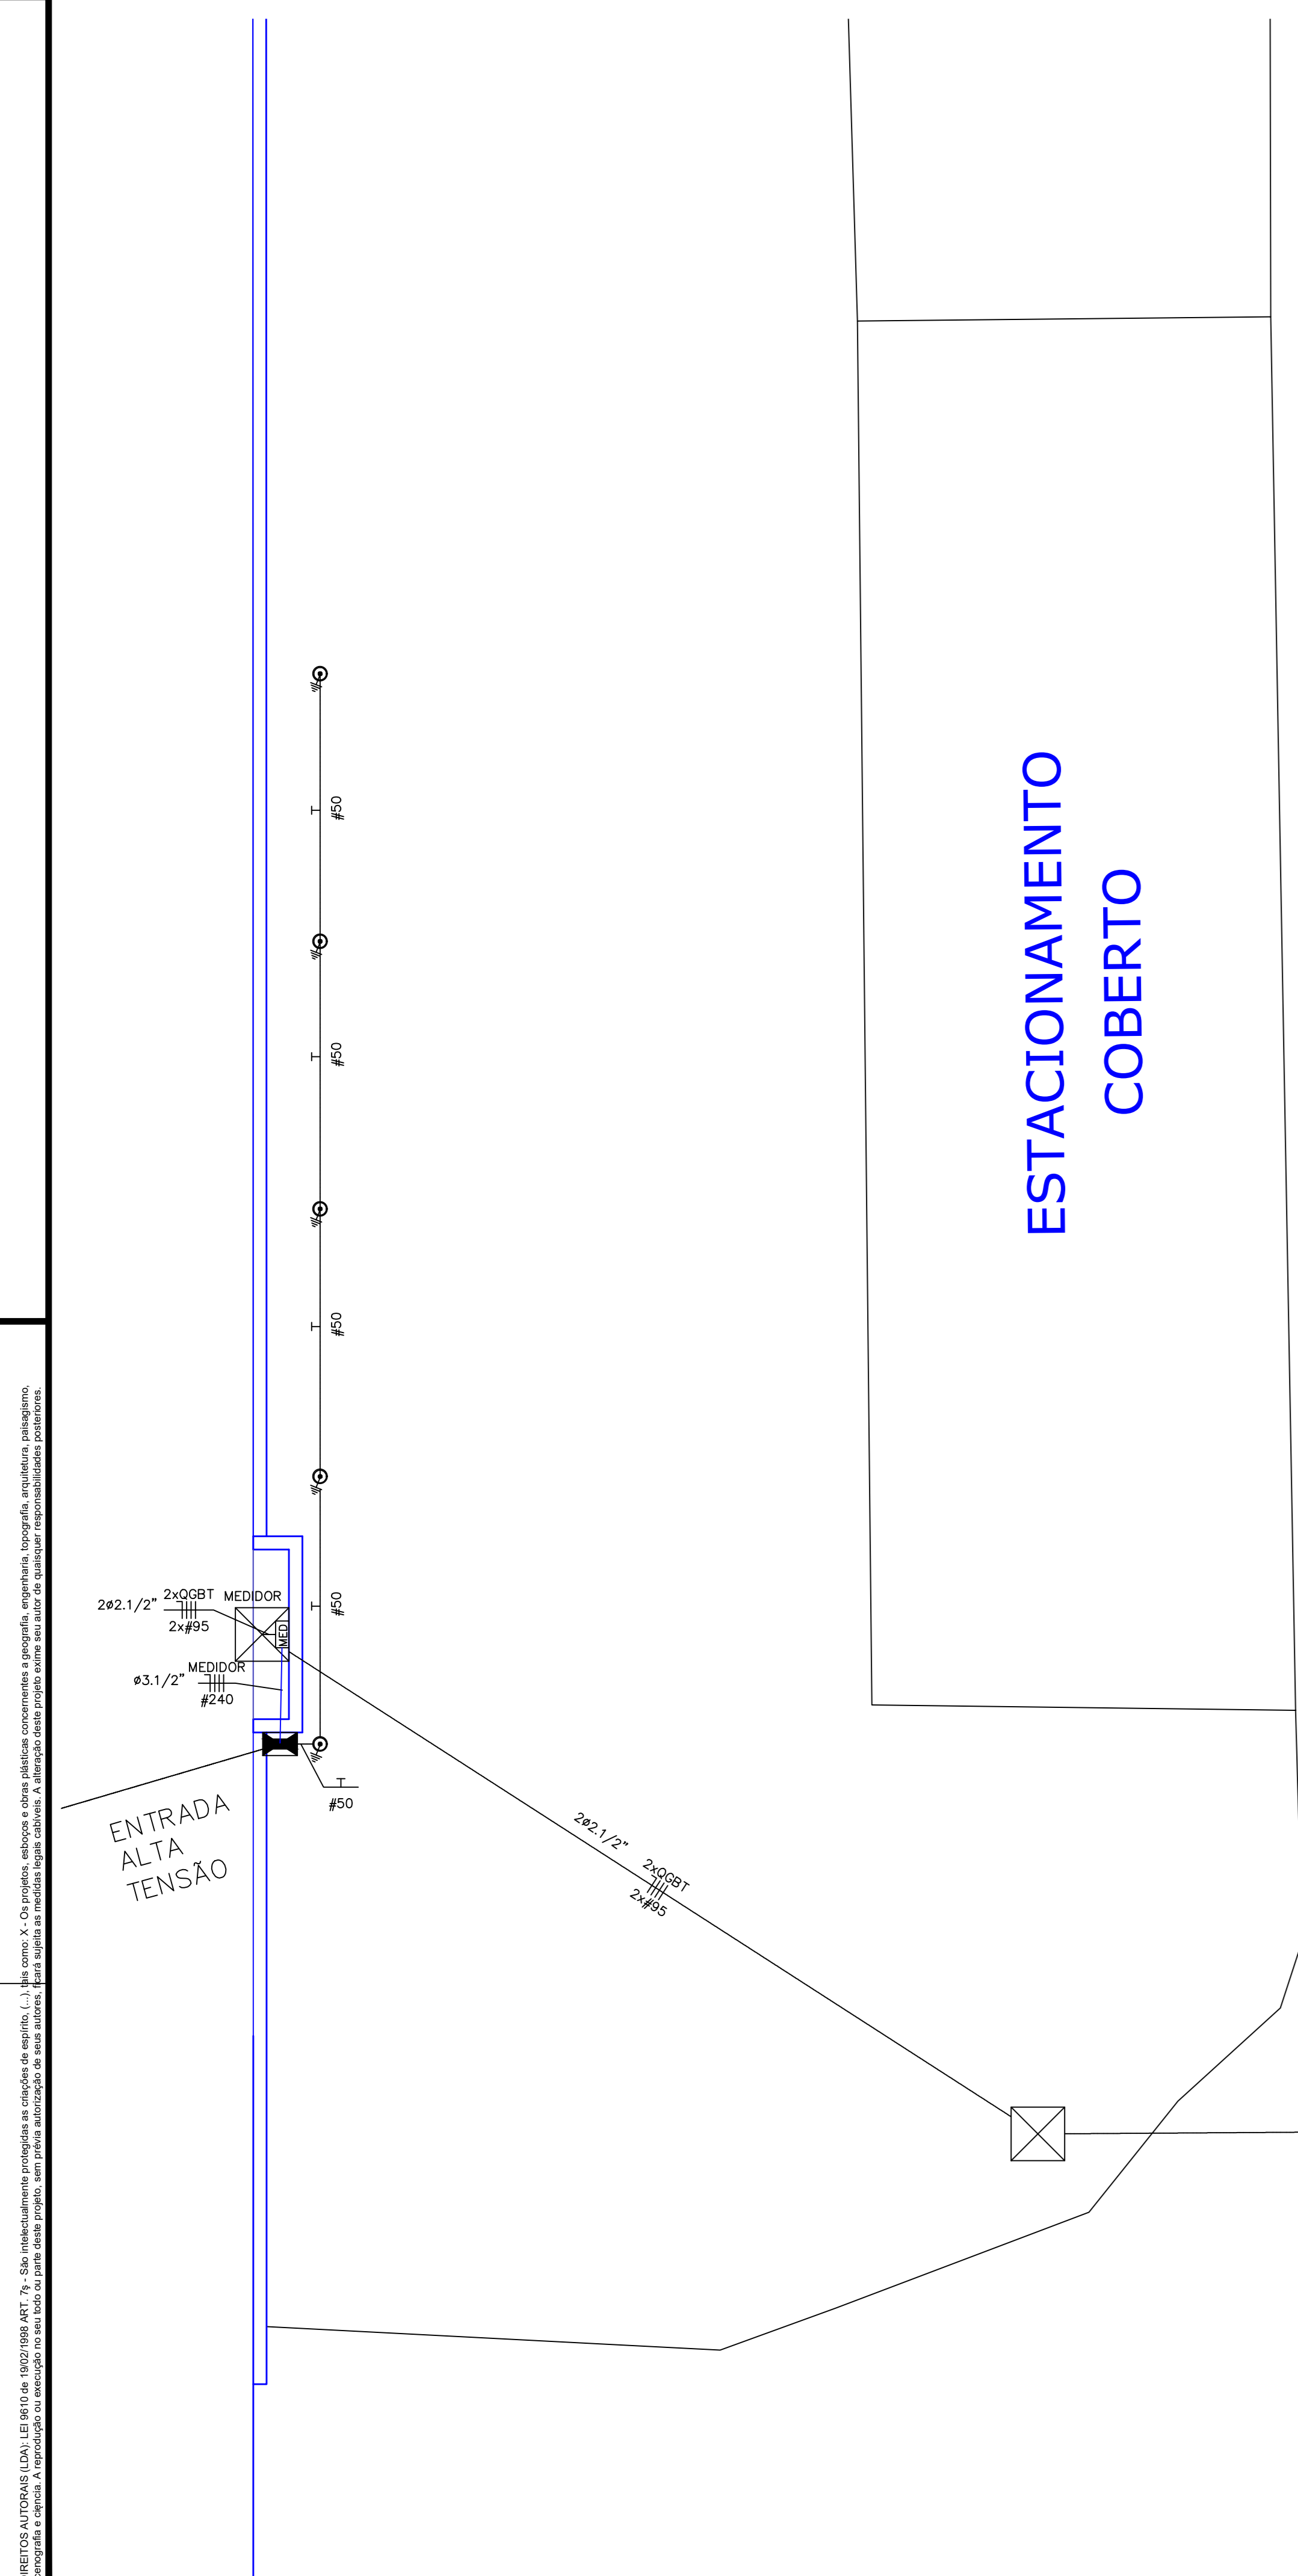 #50
#50
#50
#50
ESTACIONAMENTO
COBERTO
2ø2.1/2"
2xQGBT
2x#95
MEDIDOR
MED
ø3.1/2"
MEDIDOR
#240
#50
ENTRADA
ALTA
TENSÃO
2ø2.1/2"
2xQGBT
2x#95
IREITOS AUTORAIS (LDA): LEI 9610 de 19/02/1998 ART. 7ş - São intelectualmente protegidas as criações de espírito, (...), tais como: X - Os projetos, esboços e obras plásticas concernentes a geografia, engenharia, topografia, arquitetura, paisagismo,
cenografia e ciência. A reprodução ou execução no seu todo ou parte deste projeto, sem prévia autorização de seus autores, ficará sujeita as medidas legais cabíveis. A alteração deste projeto exime seu autor de quaisquer responsabilidades posteriores.